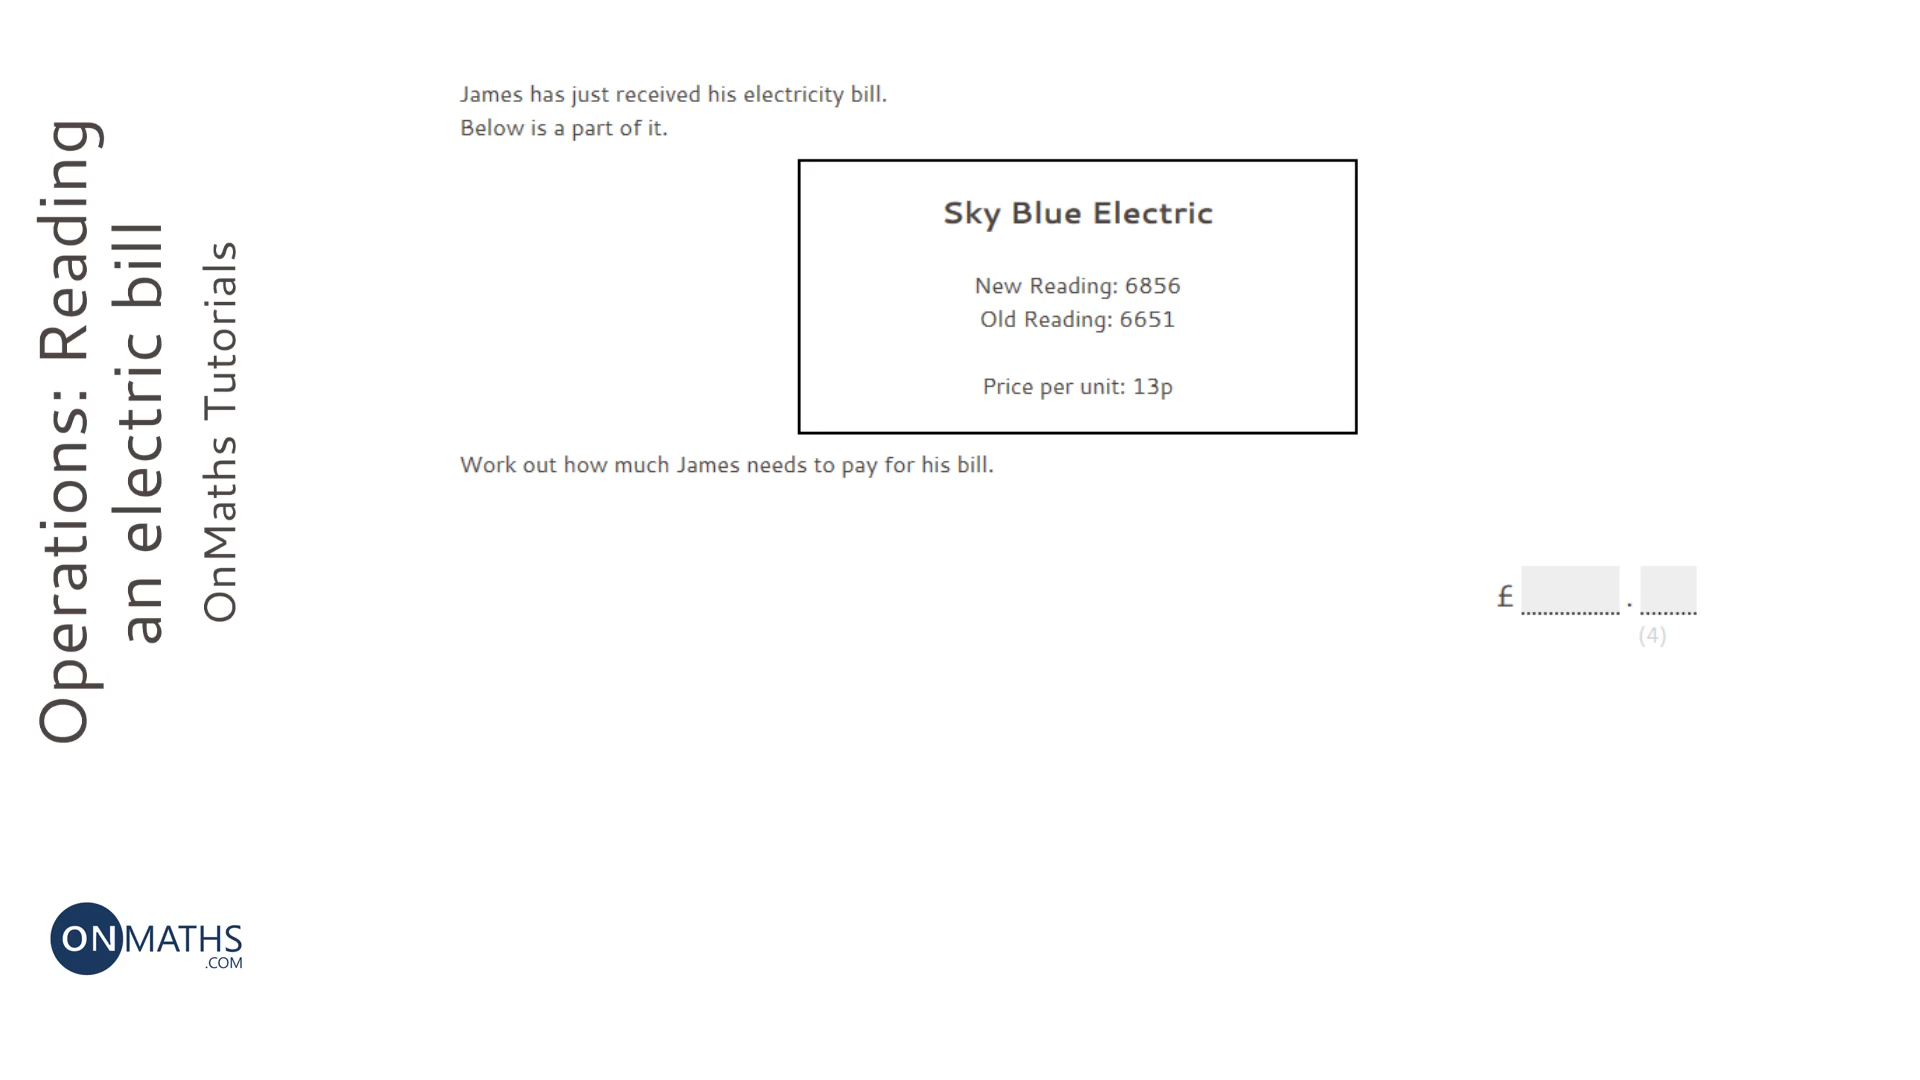 Operations: Reading
an electric bill
OnMaths Tutorials
James has just received his electricity bill.
Below is a part of it.
Sky Blue Electric
New Reading: 6856
Old Reading: 6651
Price per unit: 13p
Work out how much James needs to pay for his bill.
£ .
(4)
ONMATHS
.COM